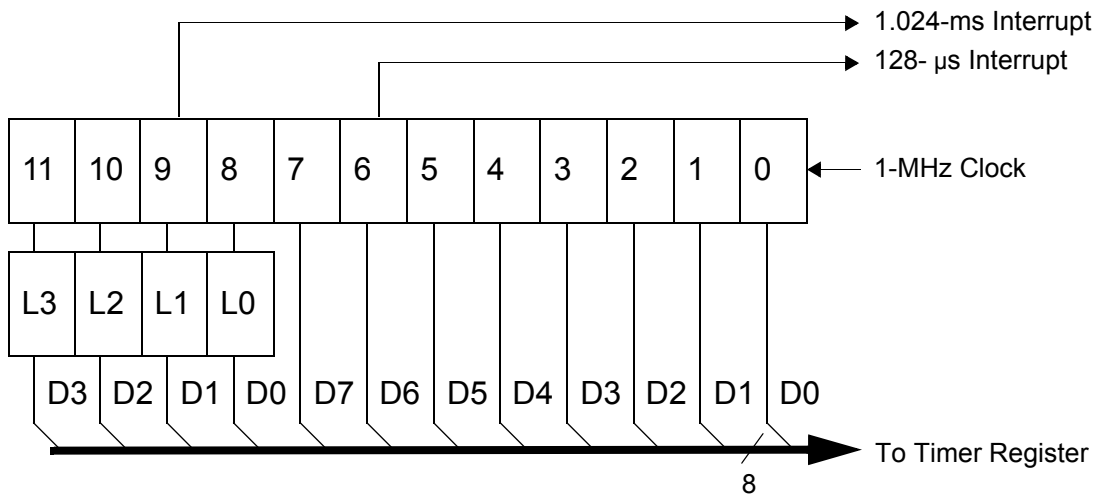 1.024-ms Interrupt
128- µs Interrupt
11 10 9 8 7 6 5 4 3 2 1 0
1-MHz Clock
L3 L2 L1 L0
D3 D2 D1 D0 D7 D6 D5 D4 D3 D2 D1 D0
To Timer Register
8